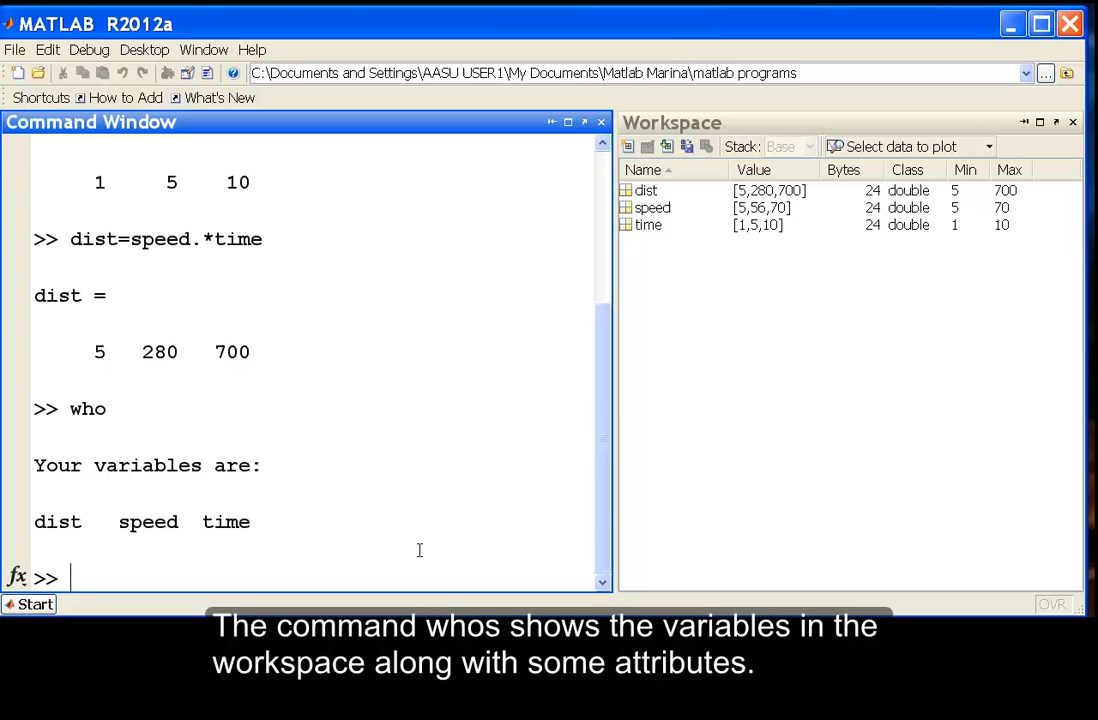 MATLAB R2012a
File Edit Debug Desktop Window Help
C:\Documents and Settings\AASU USER1\My Documents\Matlab Marina\matlab programs
Shortcuts How to Add What's New
Command Window
1 5 10
>> dist=speed.*time
dist =
5 280 700
>> who
Your variables are:
dist speed time
fx >>
Workspace
Stack: Base Select data to plot
Name Value Bytes Class Min Max
dist [5,280,700] 24 double 5 700
speed [5,56,70] 24 double 5 70
time [1,5,10] 24 double 1 10
Start
OVR
The command whos shows the variables in the
workspace along with some attributes.